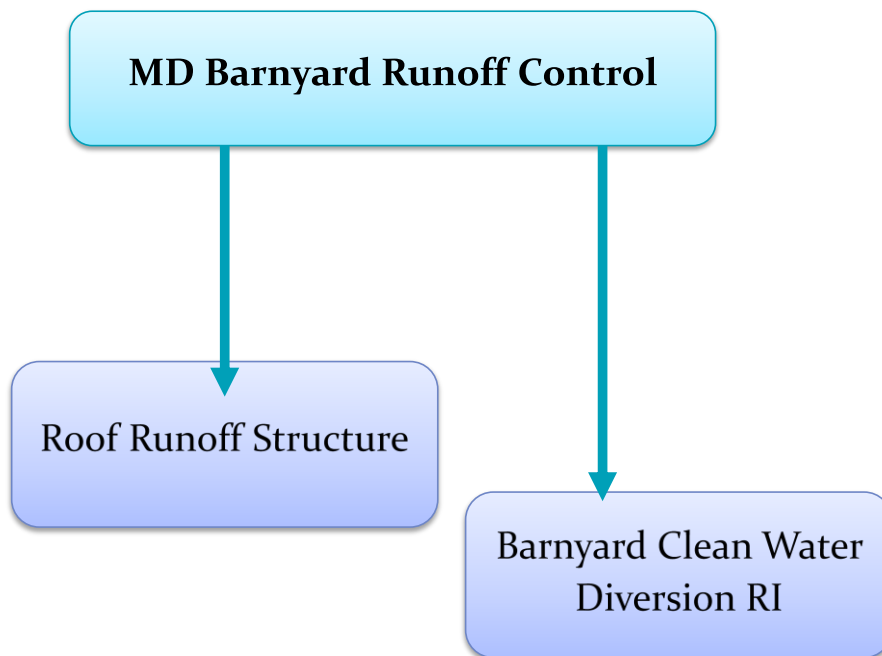 MD Barnyard Runoff Control
Roof Runoff Structure
Barnyard Clean Water
Diversion RI